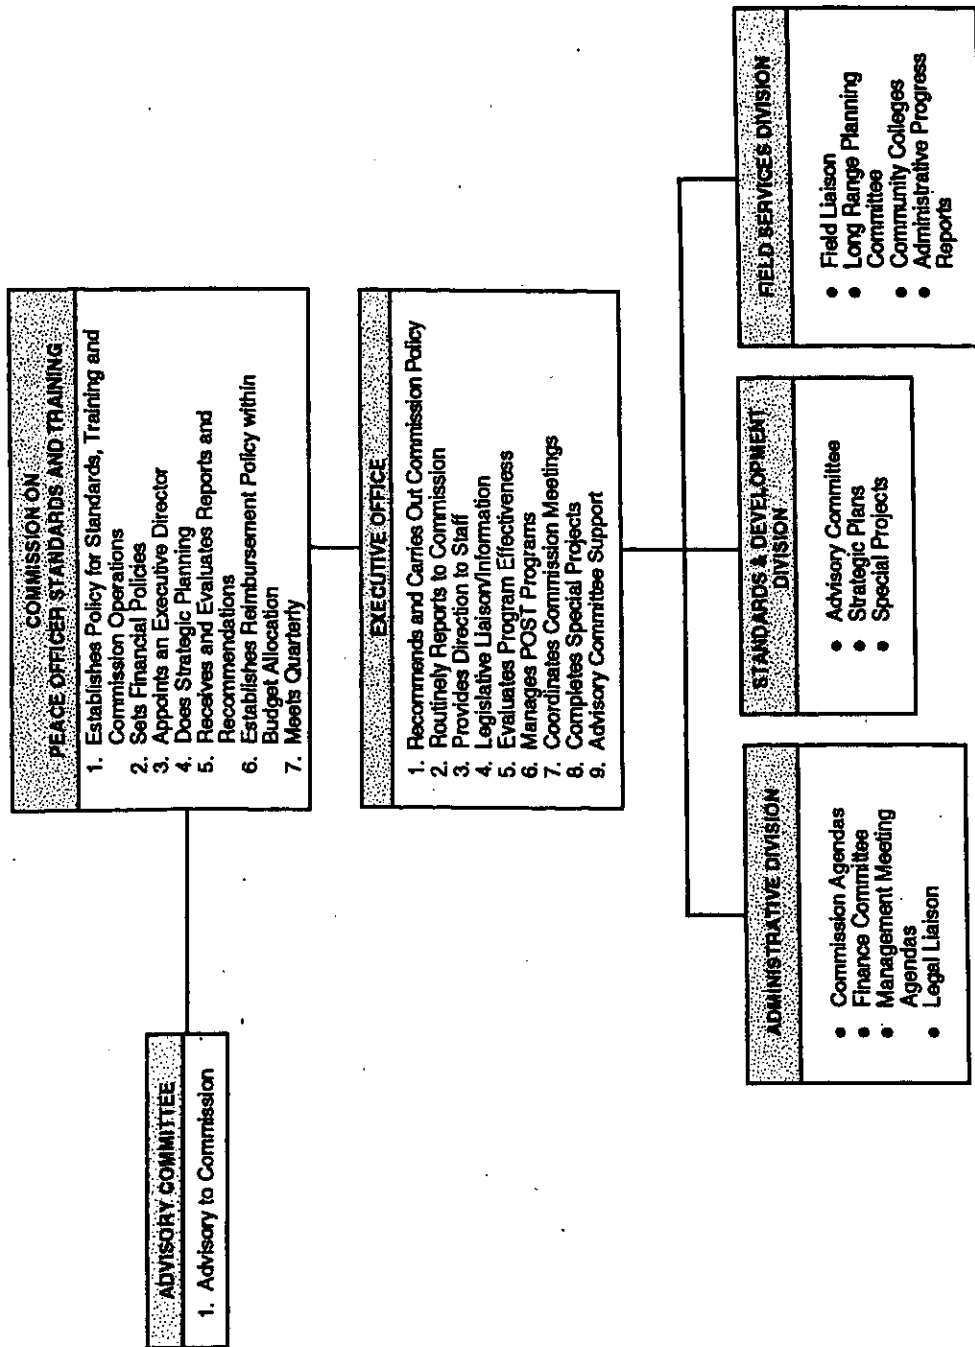 ADVISORY COMMITTEE
1. Advisory to Commission
COMMISSION ON
PEACE OFFICER STANDARDS AND TRAINING
1. Establishes Policy for Standards, Training and
Commission Operations
2. Sets Financial Policies
3. Appoints an Executive Director
4. Does Strategic Planning
5. Receives and Evaluates Reports and
Recommendations
6. Establishes Reimbursement Policy within
Budget Allocation
7. Meets Quarterly
EXECUTIVE OFFICE
1. Recommends and Carries Out Commission Policy
2. Routinely Reports to Commission
3. Provides Direction to Staff
4. Legislative Liaison/Information
5. Evaluates Program Effectiveness
6. Manages POST Programs
7. Coordinates Commission Meetings
8. Completes Special Projects
9. Advisory Committee Support
ADMINISTRATIVE DIVISION
• Commission Agendas
• Finance Committee
• Management Meeting
Agendas
• Legal Liaison
STANDARDS & DEVELOPMENT
DIVISION
• Advisory Committee
• Strategic Plans
• Special Projects
FIELD SERVICES DIVISION
• Field Liaison
• Long Range Planning
Committee
• Community Colleges
• Administrative Progress
Reports